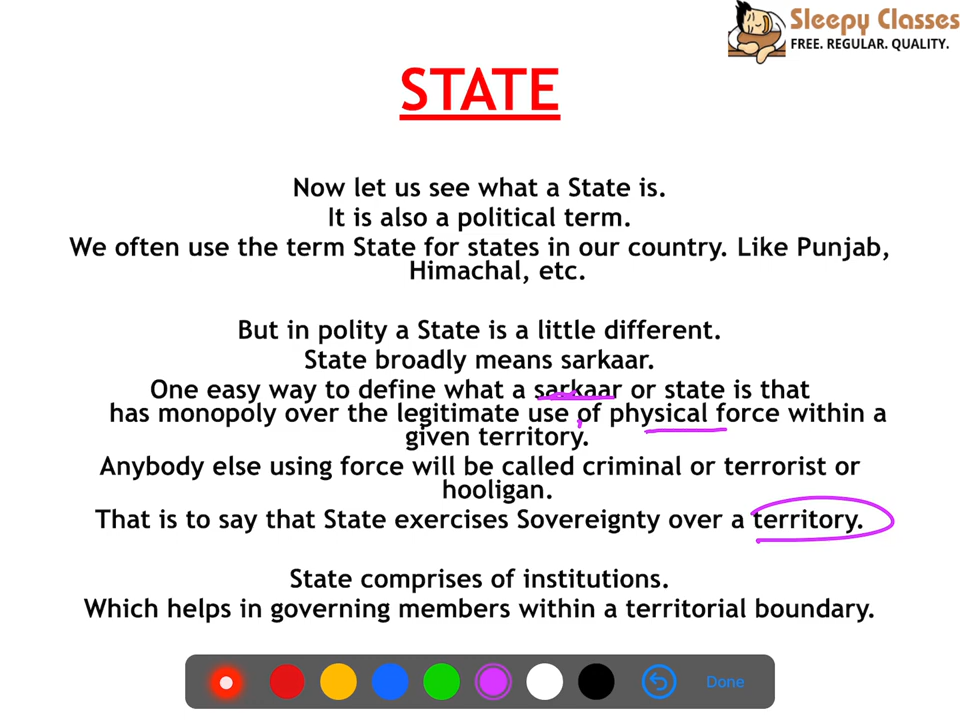 Sleepy Classes
FREE. REGULAR. QUALITY.
STATE
Now let us see what a State is.
It is also a political term.
We often use the term State for states in our country. Like Punjab,
Himachal, etc.
But in polity a State is a little different.
State broadly means sarkaar.
One easy way to define what a sarkaar or state is that
has monopoly over the legitimate use of physical force within a
given territory.
Anybody else using force will be called criminal or terrorist or
hooligan.
That is to say that State exercises Sovereignty over a territory.
State comprises of institutions.
Which helps in governing members within a territorial boundary.
Done